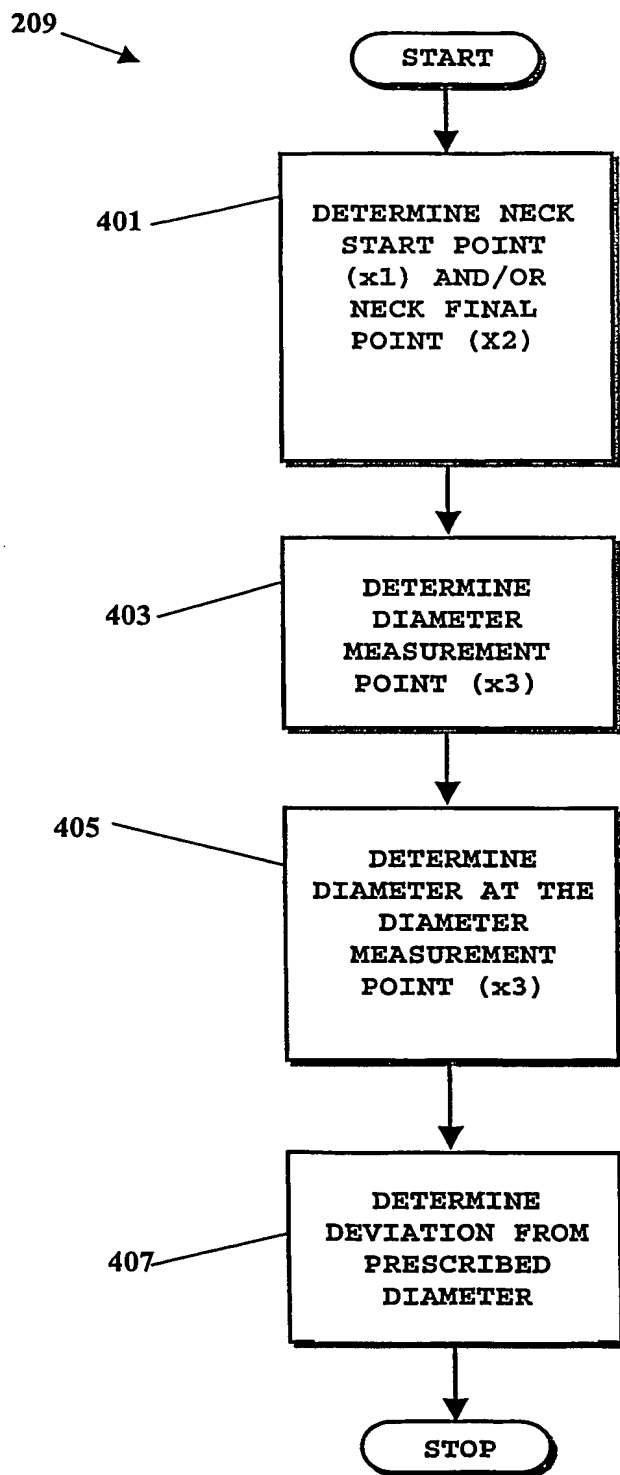 209
START
401
DETERMINE NECK
START POINT
(x1) AND/OR
NECK FINAL
POINT (X2)
403
DETERMINE
DIAMETER
MEASUREMENT
POINT (x3)
405
DETERMINE
DIAMETER AT THE
DIAMETER
MEASUREMENT
POINT (x3)
407
DETERMINE
DEVIATION FROM
PRESCRIBED
DIAMETER
STOP